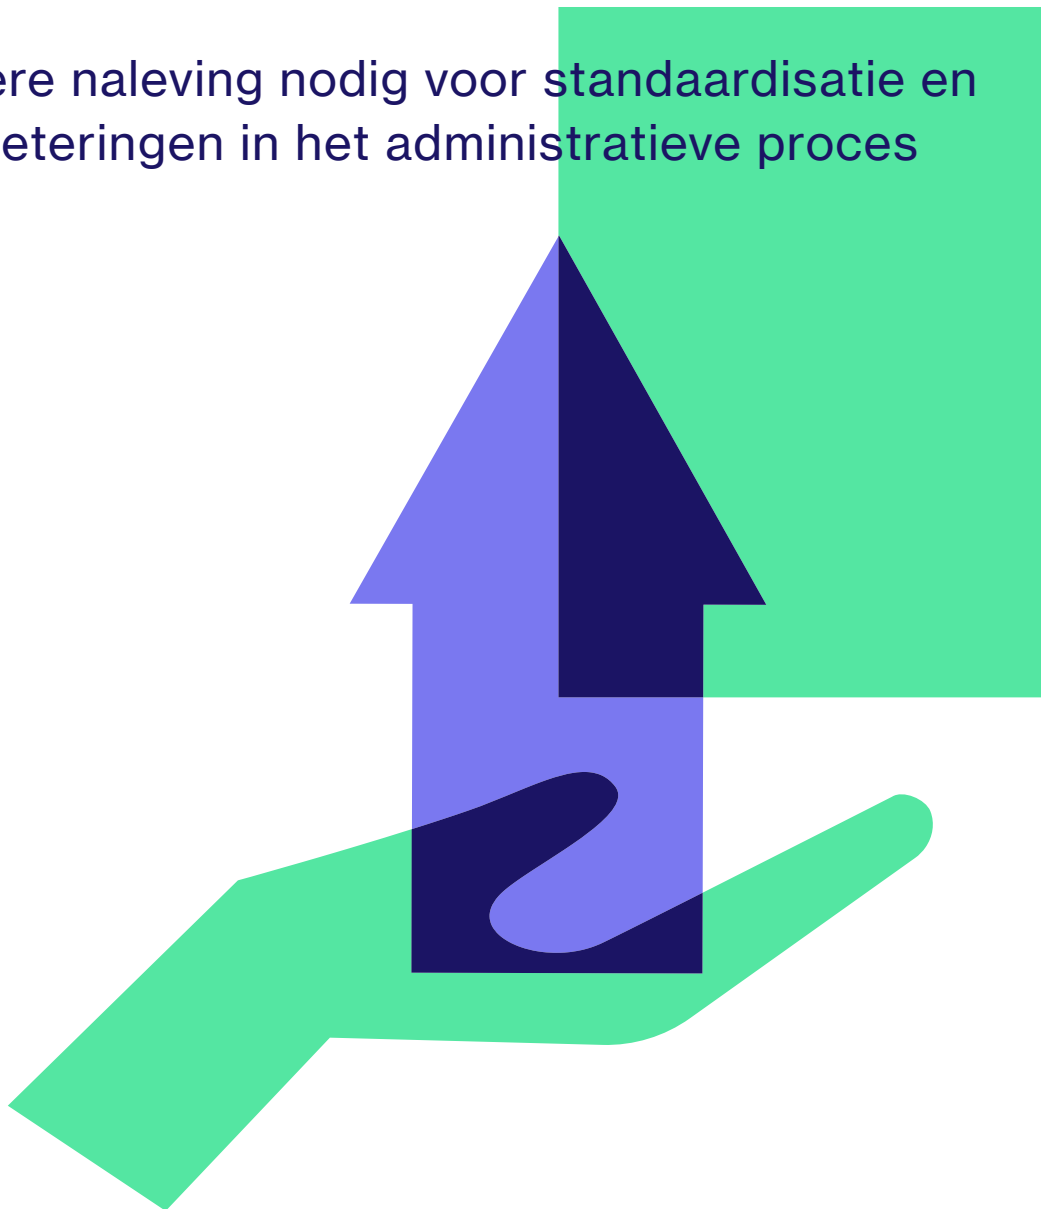 ere naleving nodig voor standaardisatie en
eteringen in het administratieve proces